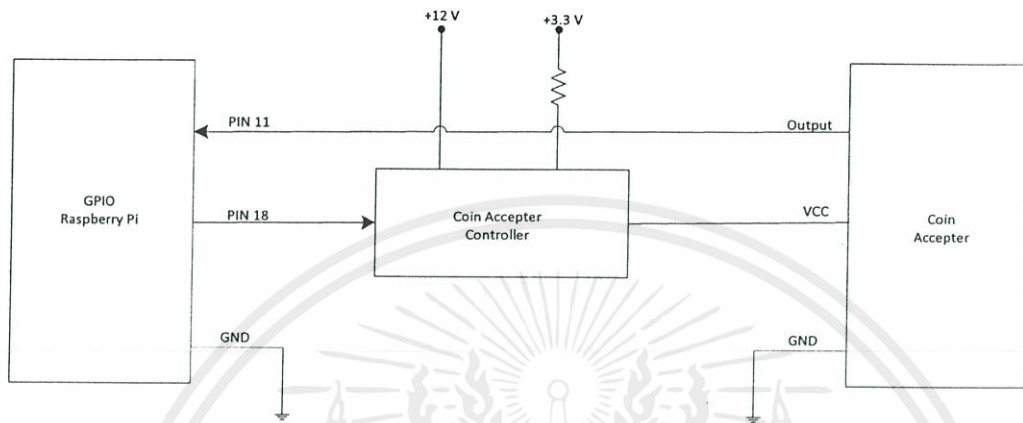 +12 V
+3.3 V
PIN 11
Output
GPIO
Raspberry Pi
PIN 18
Coin Accepter
Controller
VCC
Coin
Accepter
GND
GND